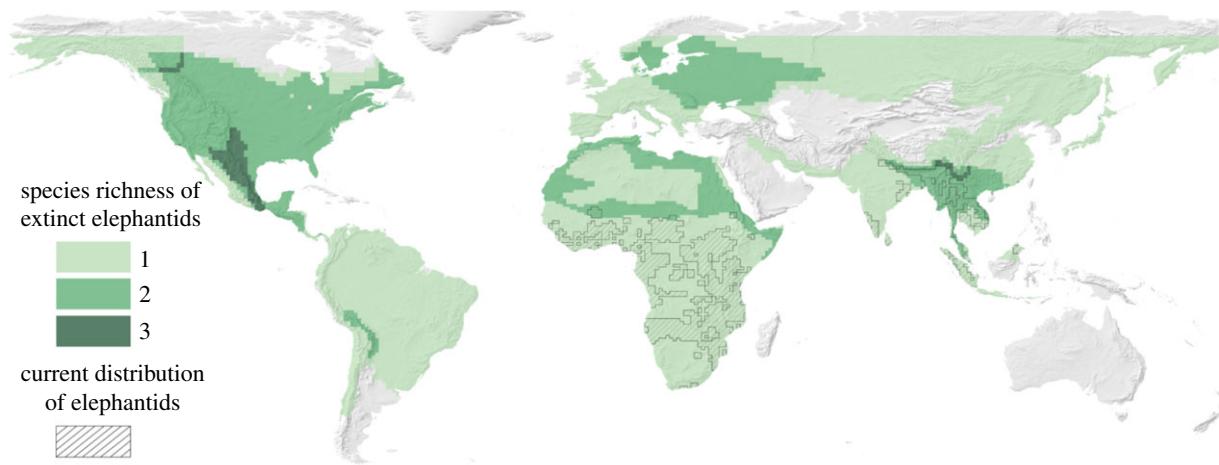 species richness of
extinct elephantids
1
2
3
current distribution
of elephantids